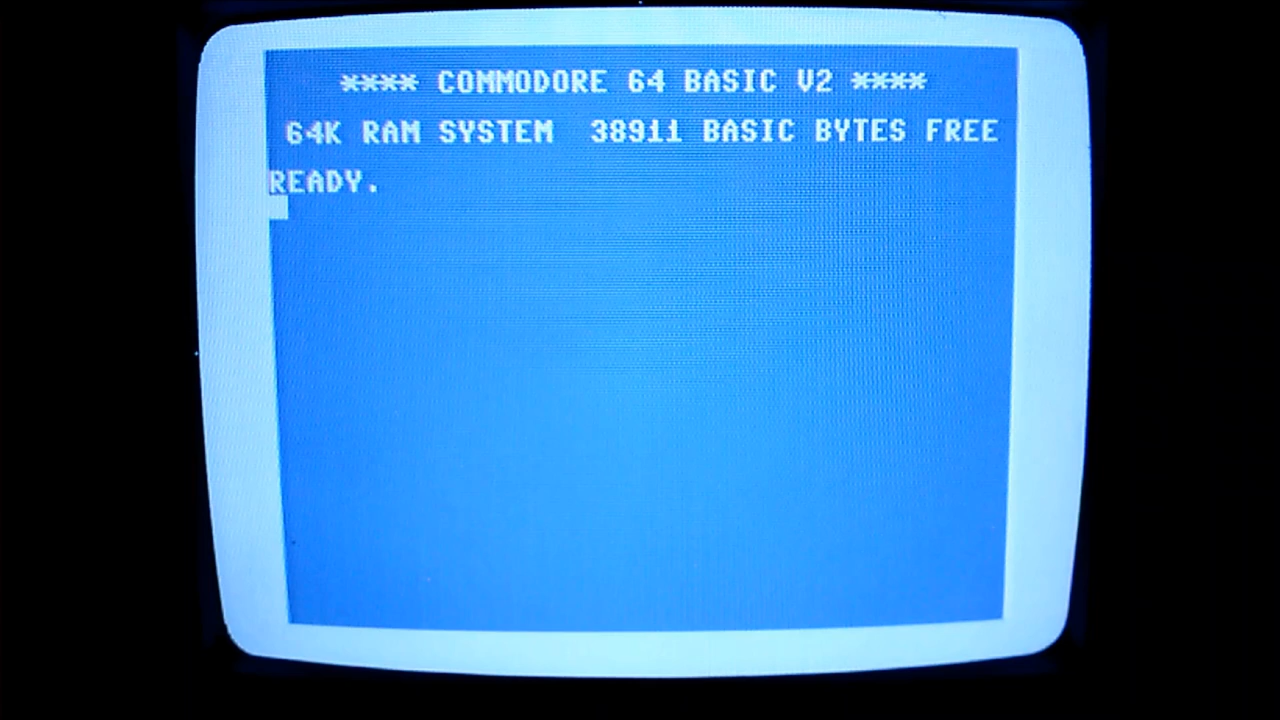 **** COMMODORE 64 BASIC V2 ****
64K RAM SYSTEM  38911 BASIC BYTES FREE
READY.